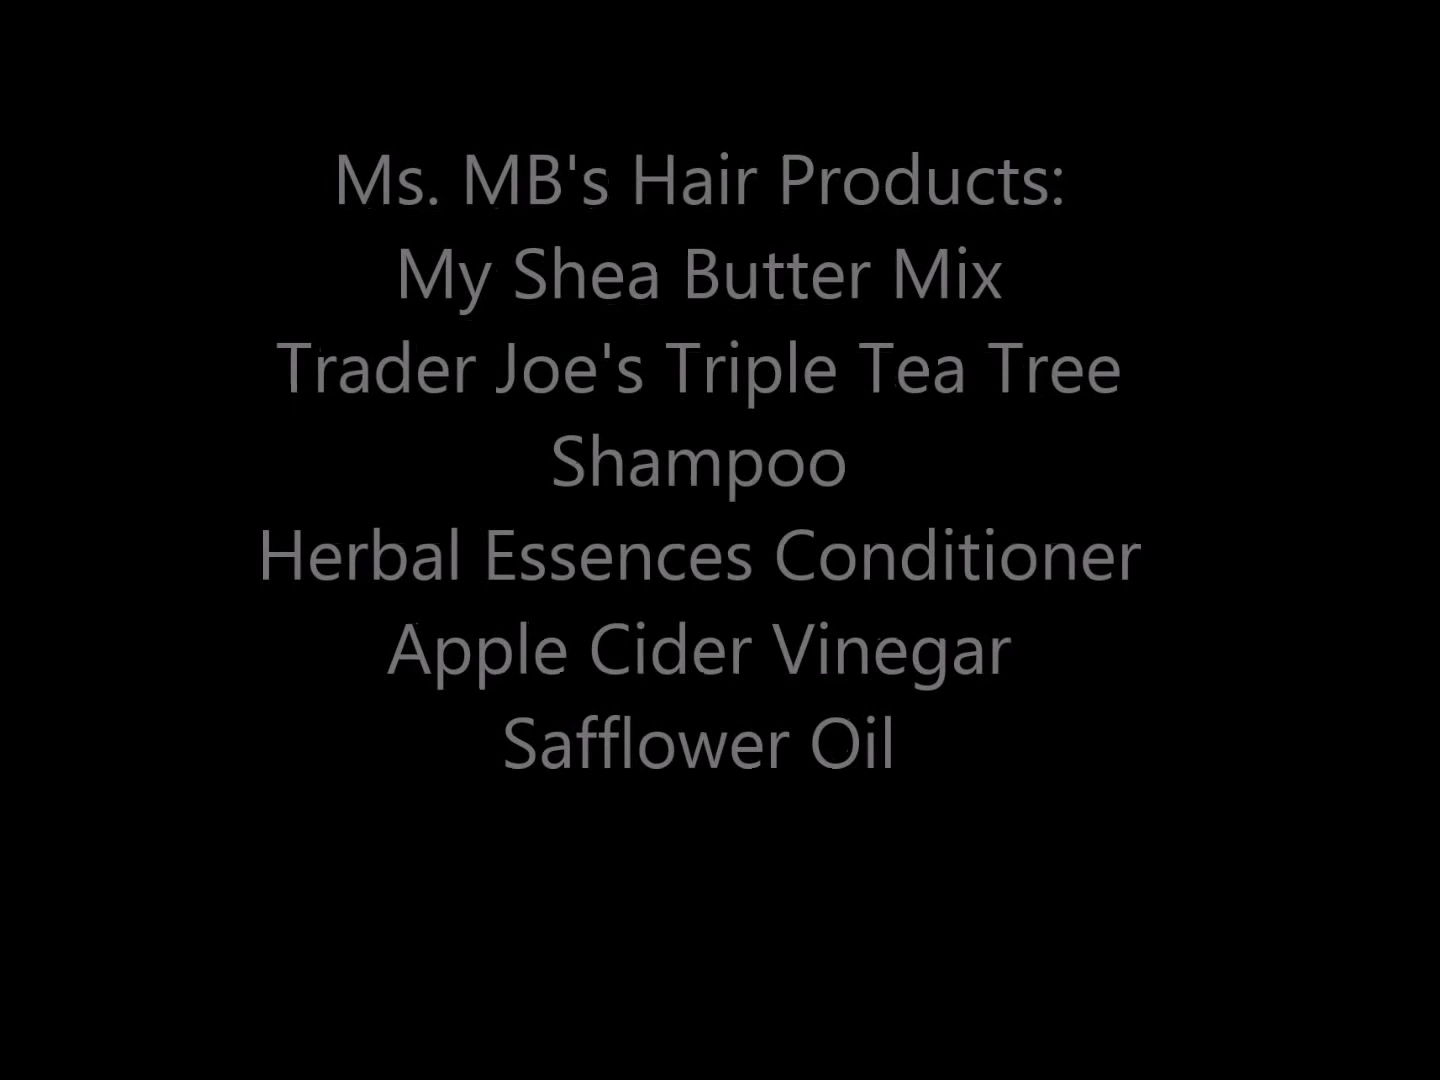 Ms. MB's Hair Products:
My Shea Butter Mix
Trader Joe's Triple Tea Tree
Shampoo
Herbal Essences Conditioner
Apple Cider Vinegar
Safflower Oil